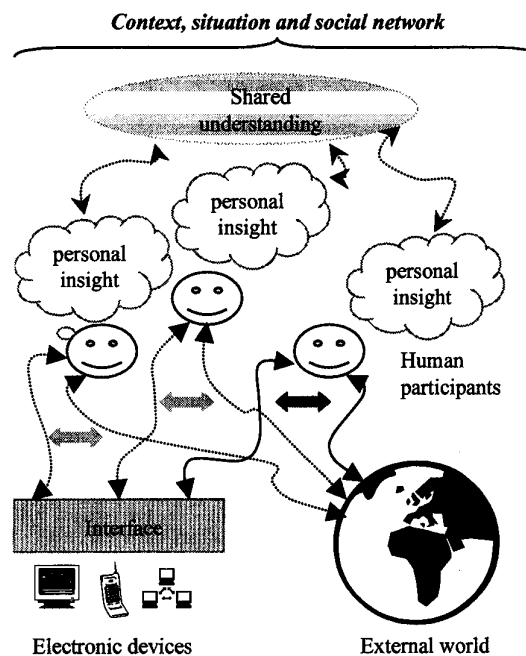 Context, situation and social network
Shared
understanding
personal
insight
personal
insight
personal
insight
Human
participants
Interface
Electronic devices
External world